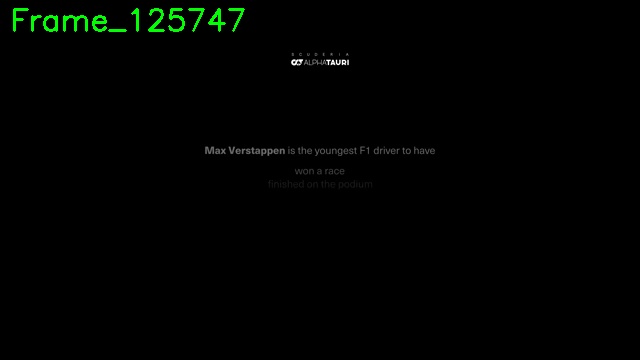 Frame_125747
SCUDERIA
ALPHATAURI
Max Verstappen is the youngest F1 driver to have
won a race
finished on the podium